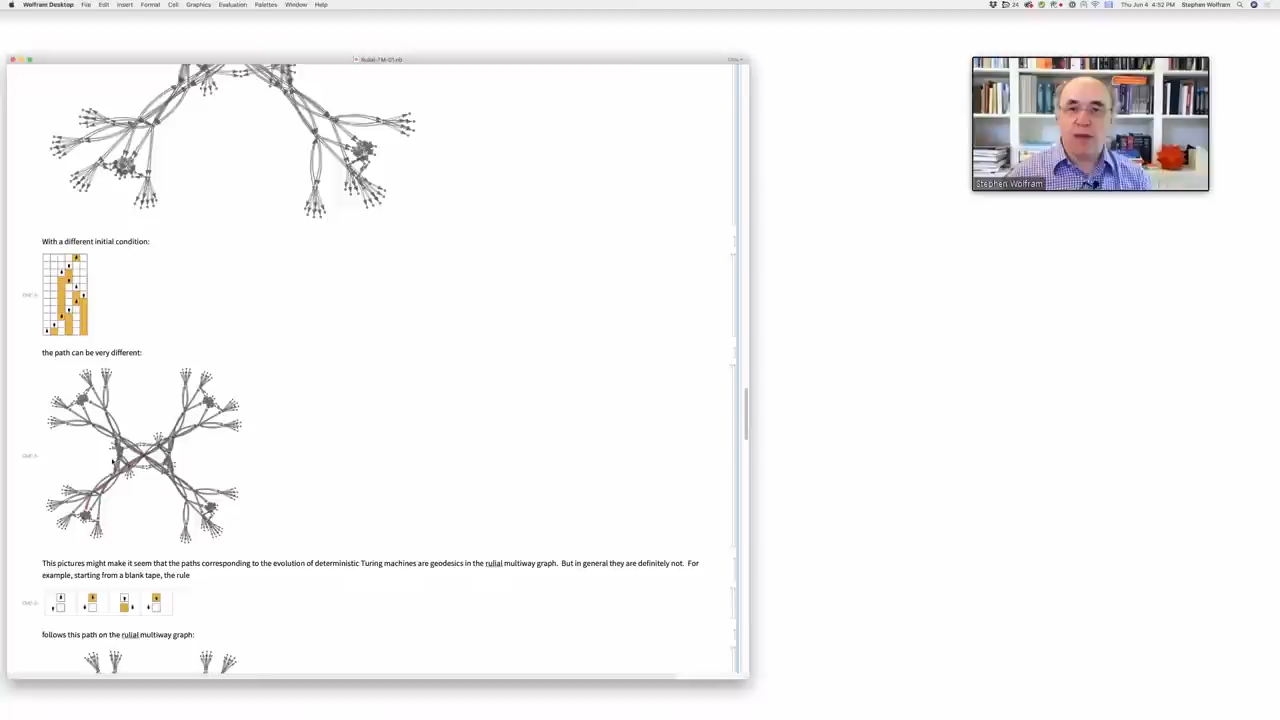 Wolfram Desktop File Edit Insert Format Cell Graphics Evaluation Palettes Window Help
24 Thu Jun 4 4:52 PM Stephen Wolfram
Stephen Wolfram
With a different initial condition:
the path can be very different:
This pictures might make it seem that the paths corresponding to the evolution of deterministic Turing machines are geodesics in the rulial multiway graph. But in general they are definitely not. For
example, starting from a blank tape, the rule
follows this path on the rulial multiway graph: